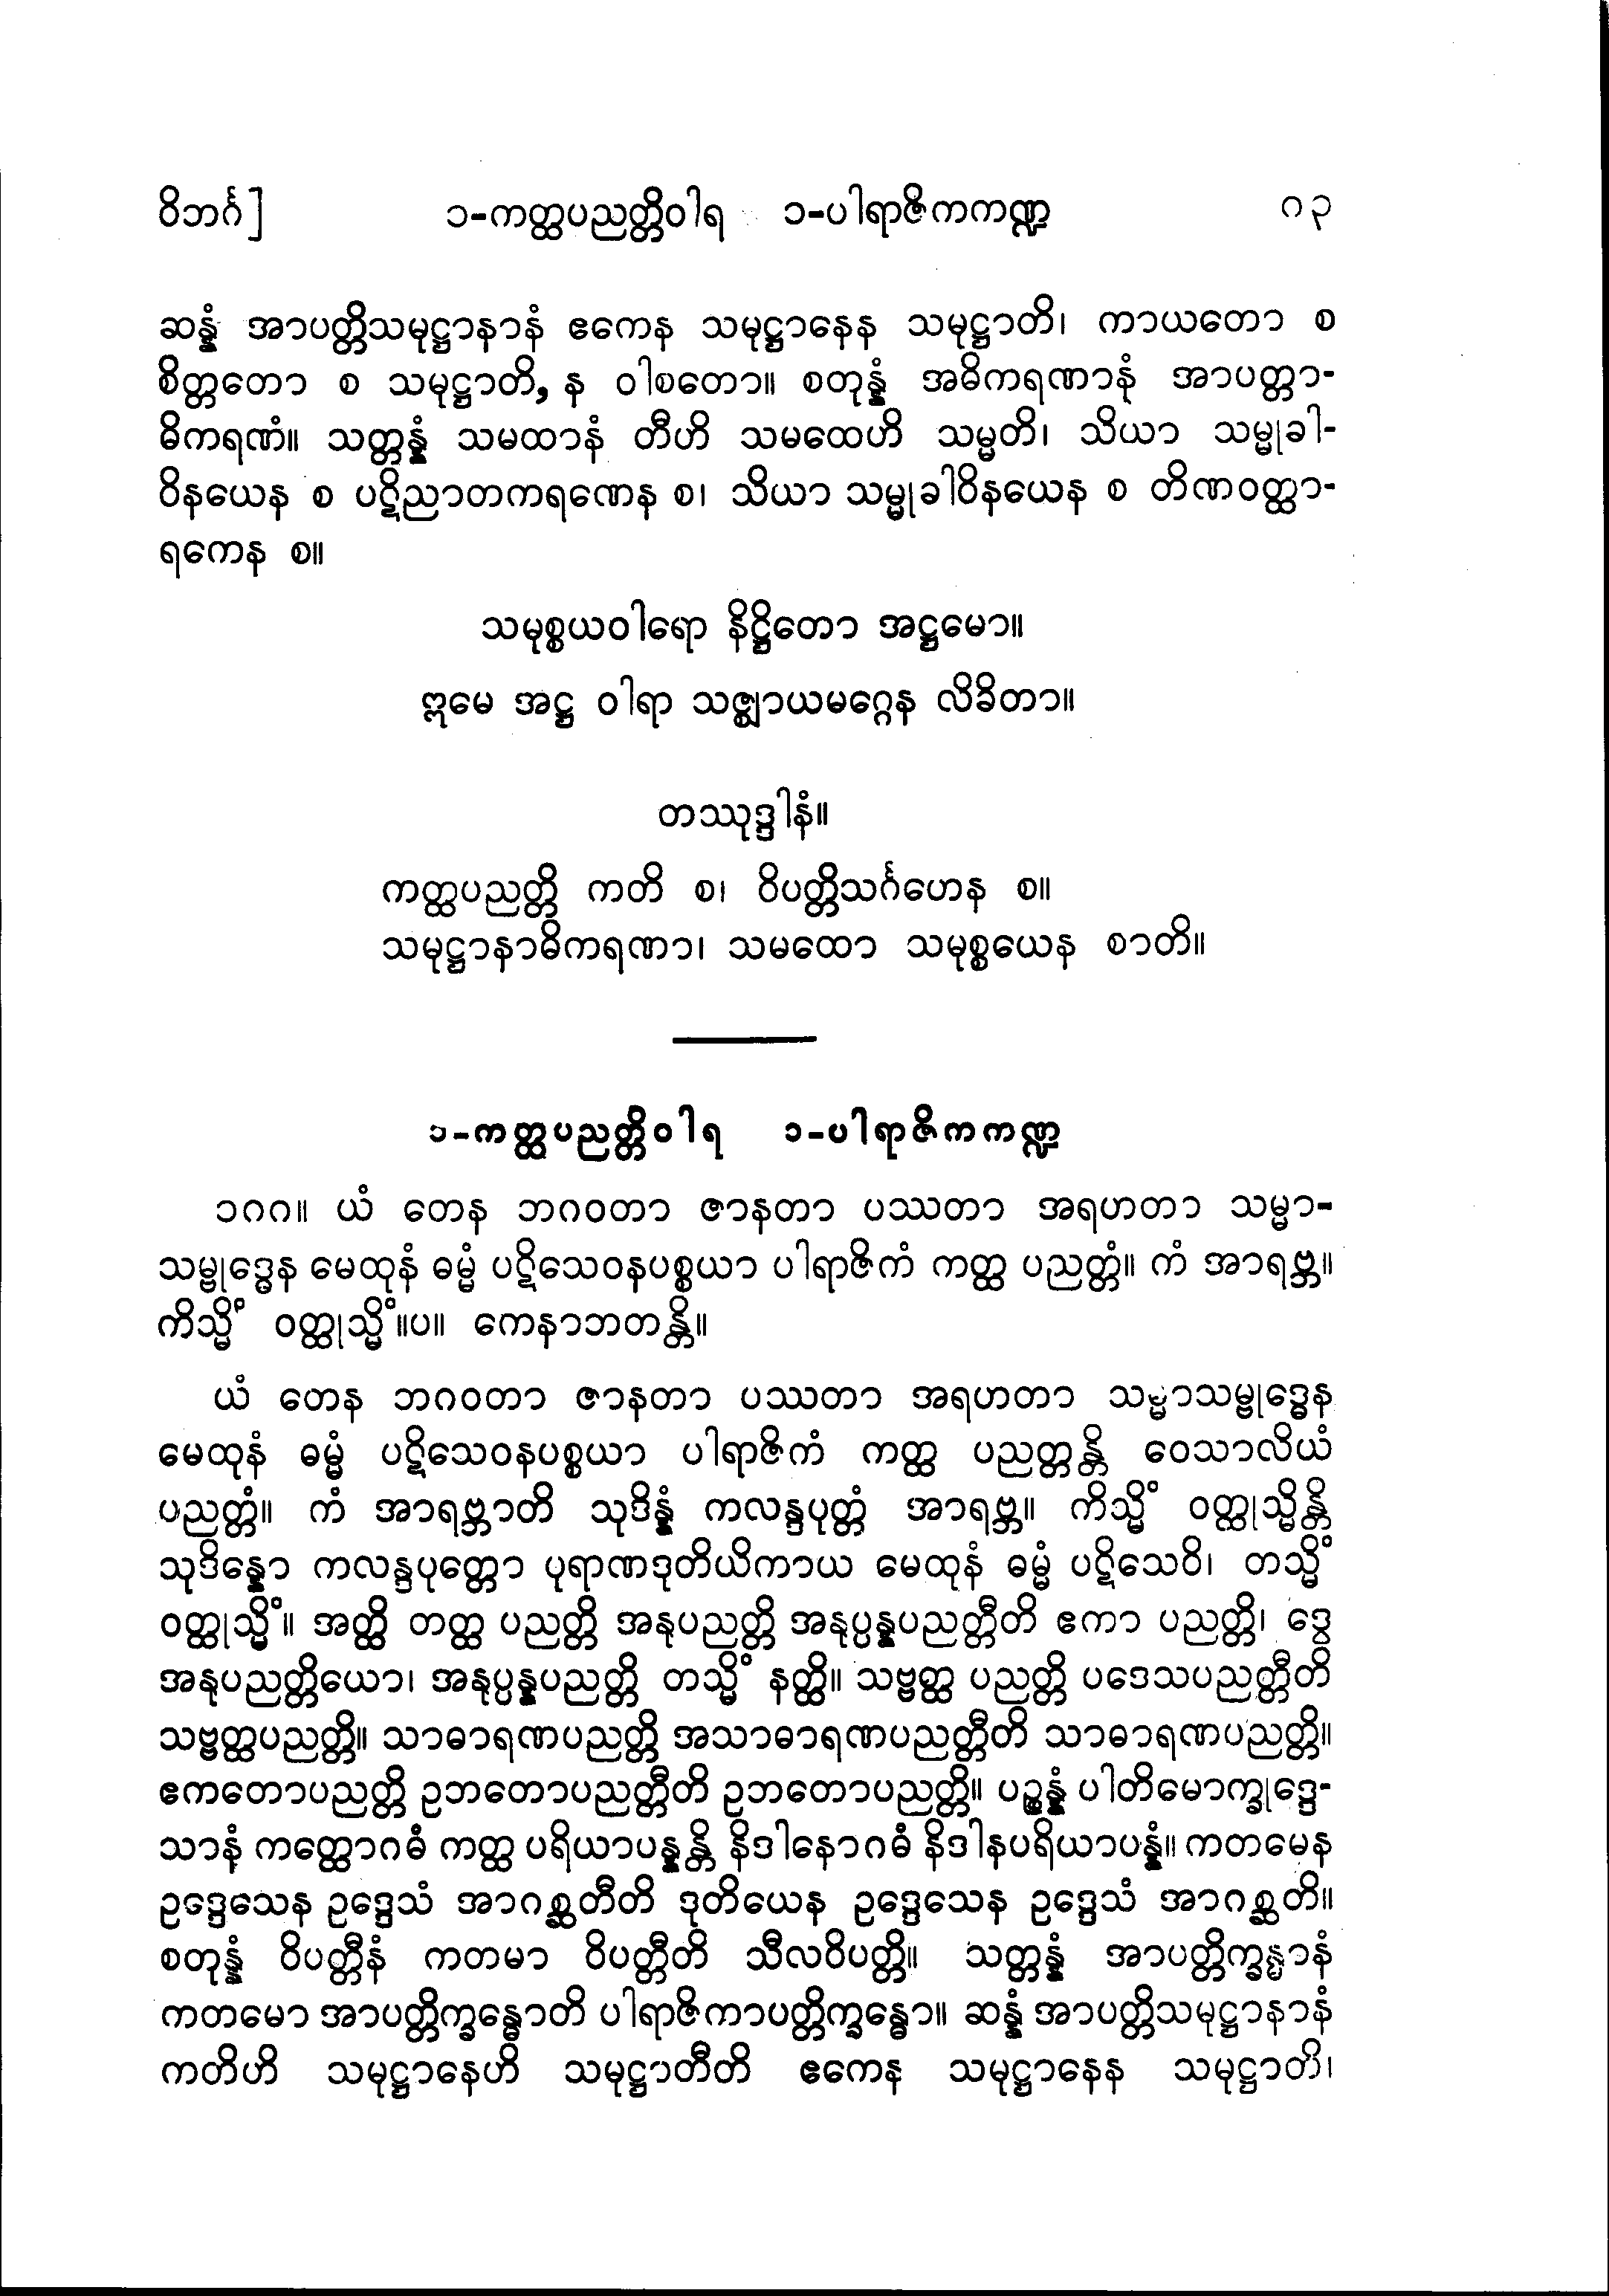 ဝိဘင်္ဂ]	၁-ကတ္ထပညတ္တိဝါရ ၁-ပါရာဇိကကဏ္ဍ	၈၃
ဆန္နံ အာပတ္တိသမုဋ္ဌာနာနံ ဧကေန သမုဋ္ဌာနေန သမုဋ္ဌာတိ၊ ကာယတော စ
စိတ္တတော စ သမုဋ္ဌာတိ, န ဝါစတော။ စတုန္နံ အဓိကရဏာနံ အာပတ္တာ-
ဓိကရဏံ။ သတ္တန္နံ သမထာနံ တီဟိ သမထေဟိ သမ္မတိ၊ သိယာ သမ္မုခါ-
ဝိနယေန စ ပဋိညာတကရဏေန စ၊ သိယာ သမ္မုခါဝိနယေန စ တိဏဝတ္ထာ-
ရကေန စ။
သမုစ္စယဝါရော နိဋ္ဌိတော အဋ္ဌမော။
ဣမေ အဋ္ဌ ဝါရာ သဇ္ဈာယမဂ္ဂေန လိခိတာ။
တဿုဒ္ဒါနံ။
ကတ္ထပညတ္တိ ကတိ စ၊ ဝိပတ္တိသင်္ဂဟေန စ။
သမုဋ္ဌာနာဓိကရဏာ၊ သမထော သမုစ္စယေန စာတိ။
၁-ကတ္ထပညတ္တိဝါရ ၁-ပါရာဇိကကဏ္ဍ
၁၈၈။ ယံ တေန ဘဂဝတာ ဇာနတာ ပဿတာ အရဟတာ သမ္မာ-
သမ္ဗုဒ္ဓေန မေထုနံ ဓမ္မံ ပဋိသေဝနပစ္စယာ ပါရာဇိကံ ကတ္ထ ပညတ္တံ။ ကံ အာရဗ္ဘ။
ကိသ္မိံ ဝတ္ထုသ္မိံ။ပ။ ကေနာဘတန္တိ။
ယံ တေန ဘဂဝတာ ဇာနတာ ပဿတာ အရဟတာ သမ္မာသမ္ဗုဒ္ဓေန
မေထုနံ ဓမ္မံ ပဋိသေဝနပစ္စယာ ပါရာဇိကံ ကတ္ထ ပညတ္တန္တိ ဝေသာလိယံ
ပညတ္တံ။ ကံ အာရဗ္ဘာတိ သုဒိန္နံ ကလန္ဒပုတ္တံ အာရဗ္ဘ။ ကိသ္မိံ ဝတ္ထုသ္မိန္တိ
သုဒိန္နော ကလန္ဒပုတ္တော ပုရာဏဒုတိယိကာယ မေထုနံ ဓမ္မံ ပဋိသေဝိ၊ တသ္မိံ
ဝတ္ထုသ္မိံ။ အတ္ထိ တတ္ထ ပညတ္တိ အနုပညတ္တိ အနုပ္ပန္နပညတ္တီတိ ဧကာ ပညတ္တိ၊ ဒွေ
အနုပညတ္တိယော၊ အနုပ္ပန္နပညတ္တိ တသ္မိံ နတ္ထိ။ သဗ္ဗတ္ထ ပညတ္တိ ပဒေသပညတ္တီတိ
သဗ္ဗတ္ထပညတ္တိ။ သာဓာရဏပညတ္တိ အသာဓာရဏပညတ္တီတိ သာဓာရဏပညတ္တိ။
ဧကတောပညတ္တိ ဥဘတောပညတ္တီတိ ဥဘတောပညတ္တိ။ ပဉ္စန္နံ ပါတိမောက္ခုဒ္ဒေ-
သာနံ ကတ္ထောဂဓံ ကတ္ထ ပရိယာပန္နန္တိ နိဒါနောဂဓံ နိဒါနပရိယာပန္နံ။ ကတမေန
ဥဒ္ဒေသေန ဥဒ္ဒေသံ အာဂစ္ဆတီတိ ဒုတိယေန ဥဒ္ဒေသေန ဥဒ္ဒေသံ အာဂစ္ဆတိ။
စတုန္နံ ဝိပတ္တီနံ ကတမာ ဝိပတ္တီတိ သီလဝိပတ္တိ။ သတ္တန္နံ အာပတ္တိက္ခန္ဓာနံ
ကတမော အာပတ္တိက္ခန္ဓောတိ ပါရာဇိကာပတ္တိက္ခန္ဓော။ ဆန္နံ အာပတ္တိသမုဋ္ဌာနာနံ
ကတိဟိ သမုဋ္ဌာနေဟိ သမုဋ္ဌာတီတိ ဧကေန သမုဋ္ဌာနေန သမုဋ္ဌာတိ၊